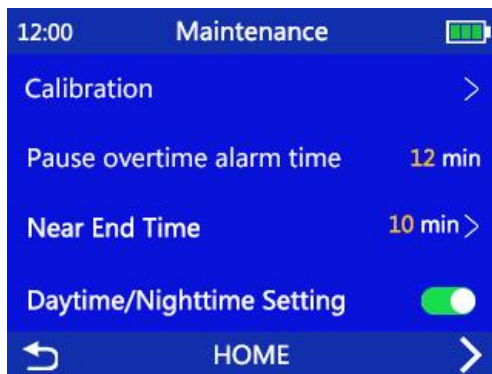 12:00 Maintenance
Calibration
Pause overtime alarm time 12 min
Near End Time 10 min
Daytime/Nighttime Setting
HOME